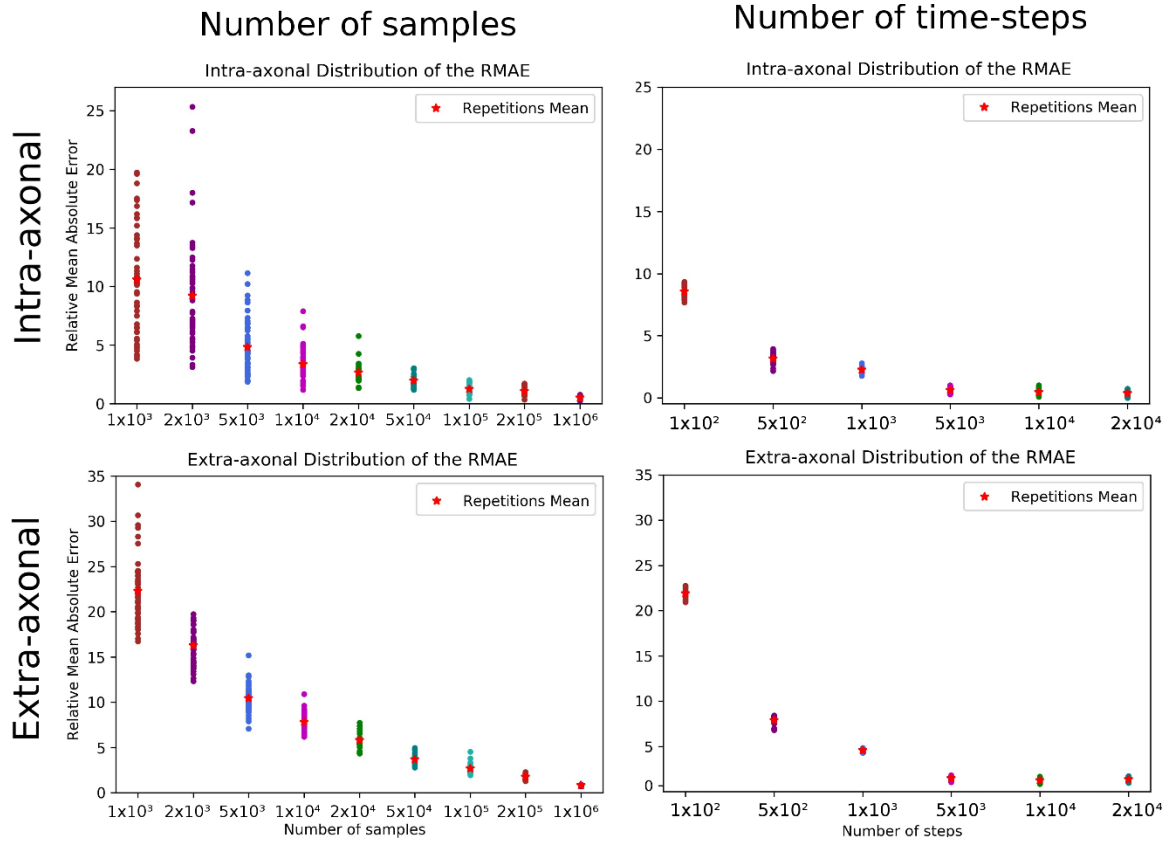 Number of samples
Number of time-steps
Intra-axonal
Intra-axonal Distribution of the RMAE
Relative Mean Absolute Error
Repetitions Mean
25
20
15
10
5
0
1x10³ 2x10³ 5x10³ 1x10⁴ 2x10⁴ 5x10⁴ 1x10⁵ 2x10⁵ 1x10⁶
Intra-axonal Distribution of the RMAE
Repetitions Mean
25
20
15
10
5
0
1x10² 5x10² 1x10³ 5x10³ 1x10⁴ 2x10⁴
Extra-axonal
Extra-axonal Distribution of the RMAE
Relative Mean Absolute Error
Repetitions Mean
35
30
25
20
15
10
5
0
1x10³ 2x10³ 5x10³ 1x10⁴ 2x10⁴ 5x10⁴ 1x10⁵ 2x10⁵ 1x10⁶
Number of samples
Extra-axonal Distribution of the RMAE
Repetitions Mean
35
30
25
20
15
10
5
0
1x10² 5x10² 1x10³ 5x10³ 1x10⁴ 2x10⁴
Number of steps